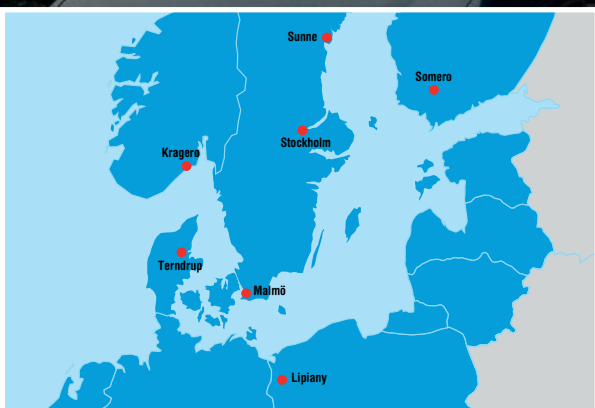 Sunne
Somero
Stockholm
Kragerø
Terndrup
Malmö
Lipiany